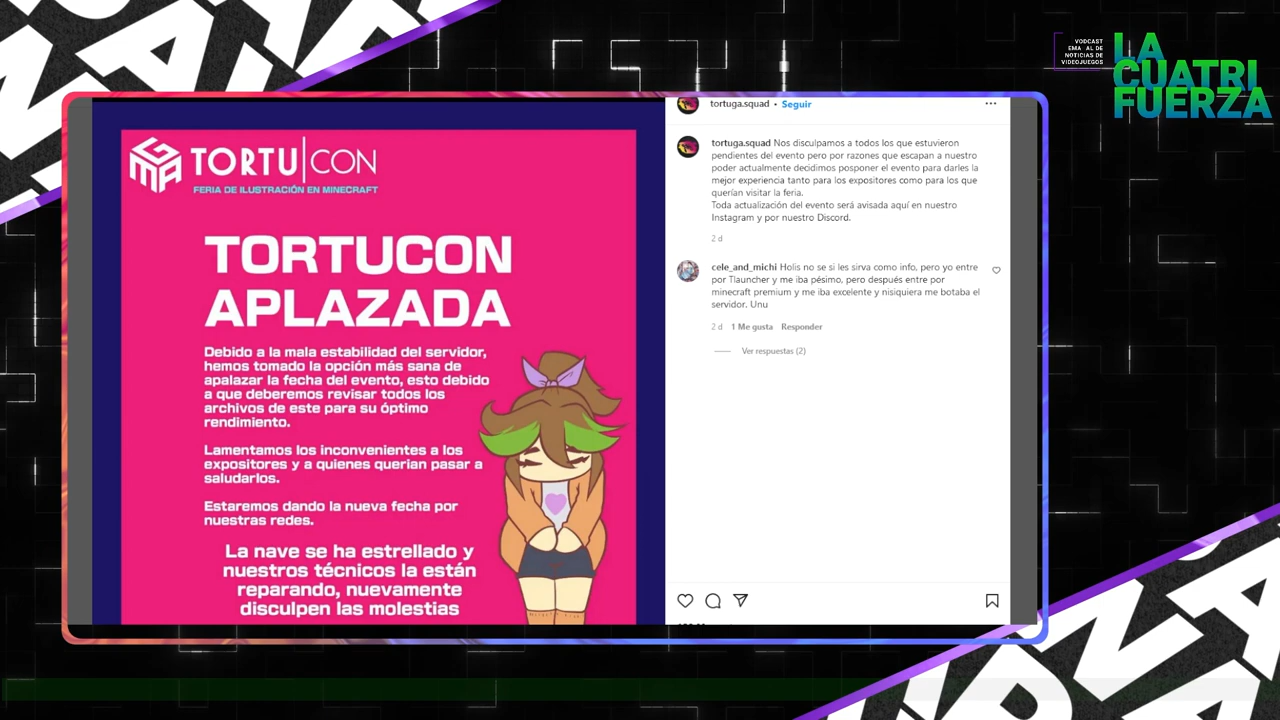 VODCAST
EMA AL DE
NOTICIAS DE
VIDEOJUEGOS
LA
CUATRI
FUERZA
GMA
TORTU|CON
FERIA DE ILUSTRACIÓN EN MINECRAFT
TORTUCON
APLAZADA
Debido a la mala estabilidad del servidor,
hemos tomado la opción más sana de
apalazar la fecha del evento, esto debido
a que deberemos revisar todos los
archivos de este para su óptimo
rendimiento.
Lamentamos los inconvenientes a los
expositores y a quienes querian pasar a
saludarlos.
Estaremos dando la nueva fecha por
nuestras redes.
La nave se ha estrellado y
nuestros técnicos la están
reparando, nuevamente
disculpen las molestias
tortuga.squad • Seguir
tortuga.squad Nos disculpamos a todos los que estuvieron
pendientes del evento pero por razones que escapan a nuestro
poder actualmente decidimos posponer el evento para darles la
mejor experiencia tanto para los expositores como para los que
querían visitar la feria.
Toda actualización del evento será avisada aquí en nuestro
Instagram y por nuestro Discord.
2 d
cele_and_michi Holis no se si les sirva como info, pero yo entre
por Tlauncher y me iba pésimo, pero después entre por
minecraft premium y me iba excelente y nisiquiera me botaba el
servidor. Unu
2 d 1 Me gusta Responder
Ver respuestas (2)